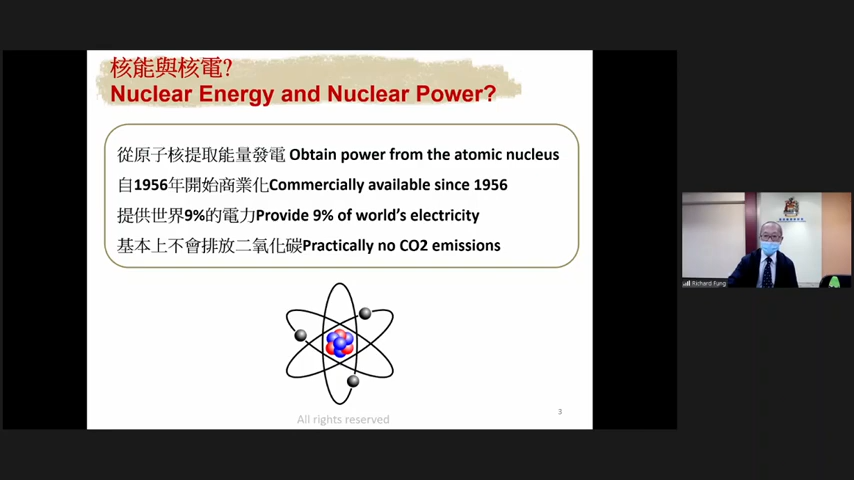 核能與核電?
Nuclear Energy and Nuclear Power?
從原子核提取能量發電 Obtain power from the atomic nucleus
自1956年開始商業化Commercially available since 1956
提供世界9%的電力Provide 9% of world's electricity
基本上不會排放二氧化碳Practically no CO2 emissions
All rights reserved
3
Richard Fung